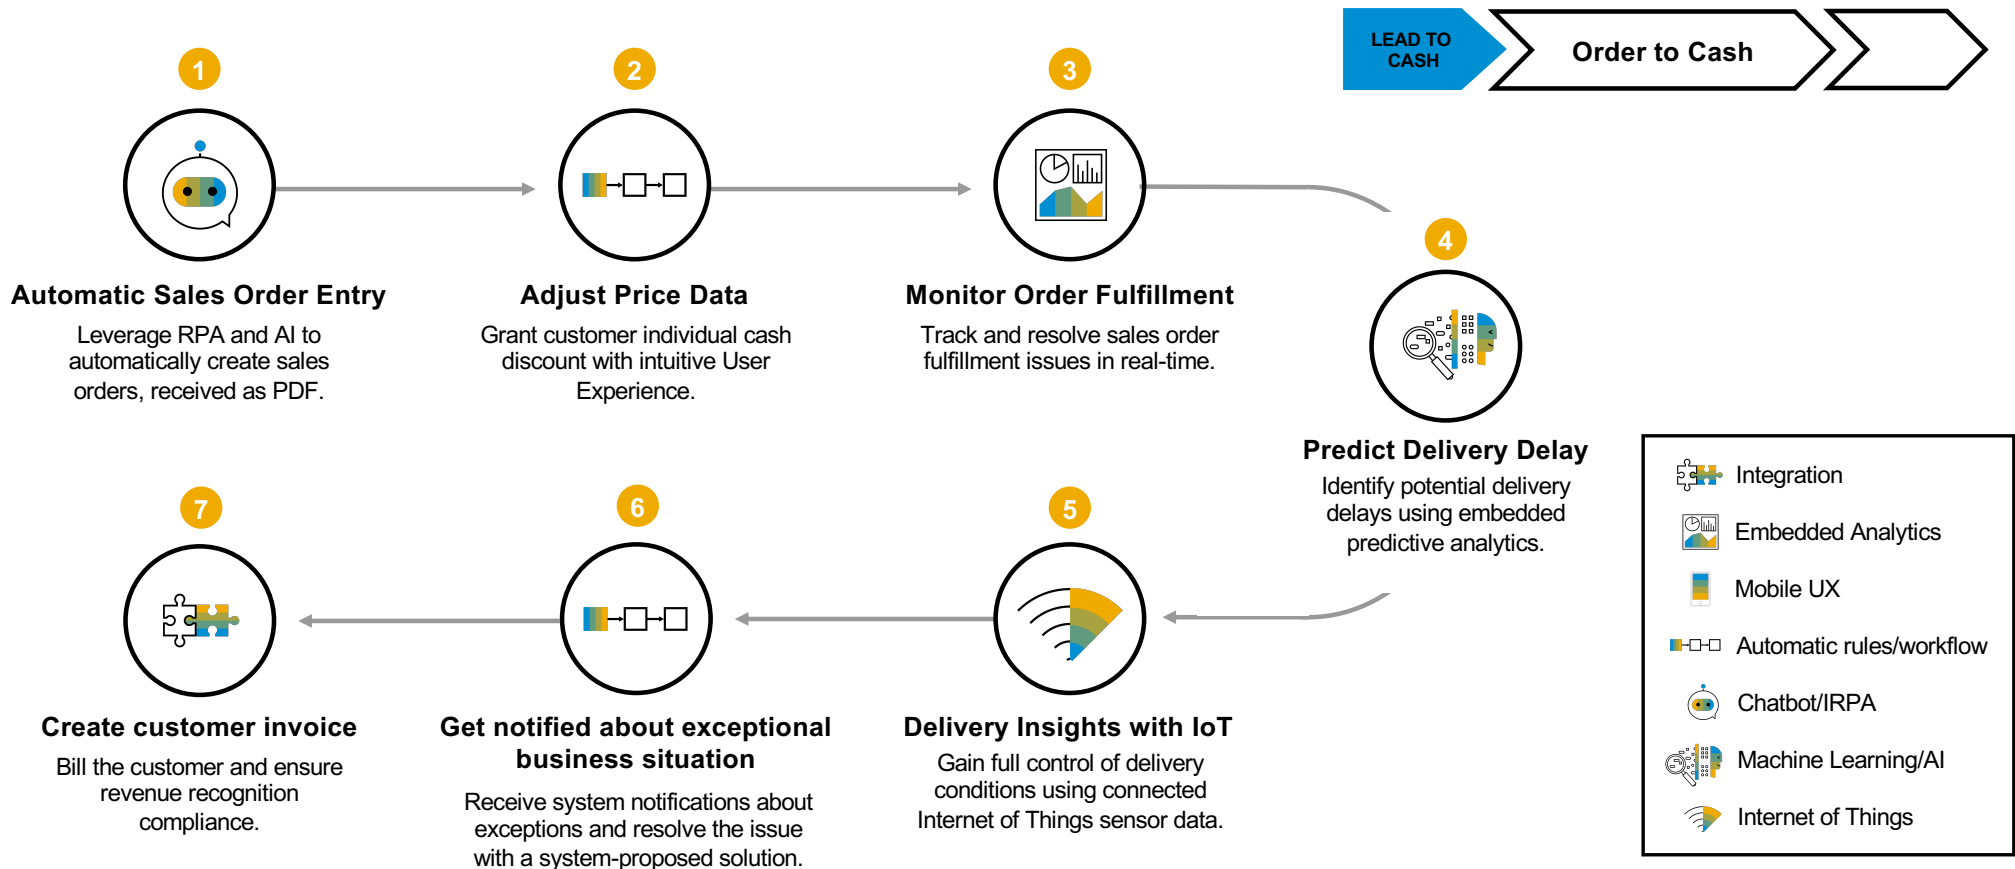 LEAD TO
CASH
Order to Cash
1
Automatic Sales Order Entry
Leverage RPA and AI to
automatically create sales
orders, received as PDF.
2
Adjust Price Data
Grant customer individual cash
discount with intuitive User
Experience.
3
Monitor Order Fulfillment
Track and resolve sales order
fulfillment issues in real-time.
4
Predict Delivery Delay
Identify potential delivery
delays using embedded
predictive analytics.
5
Delivery Insights with IoT
Gain full control of delivery
conditions using connected
Internet of Things sensor data.
6
Get notified about exceptional
business situation
Receive system notifications about
exceptions and resolve the issue
with a system-proposed solution.
7
Create customer invoice
Bill the customer and ensure
revenue recognition
compliance.
Integration
Embedded Analytics
Mobile UX
Automatic rules/workflow
Chatbot/IRPA
Machine Learning/AI
Internet of Things